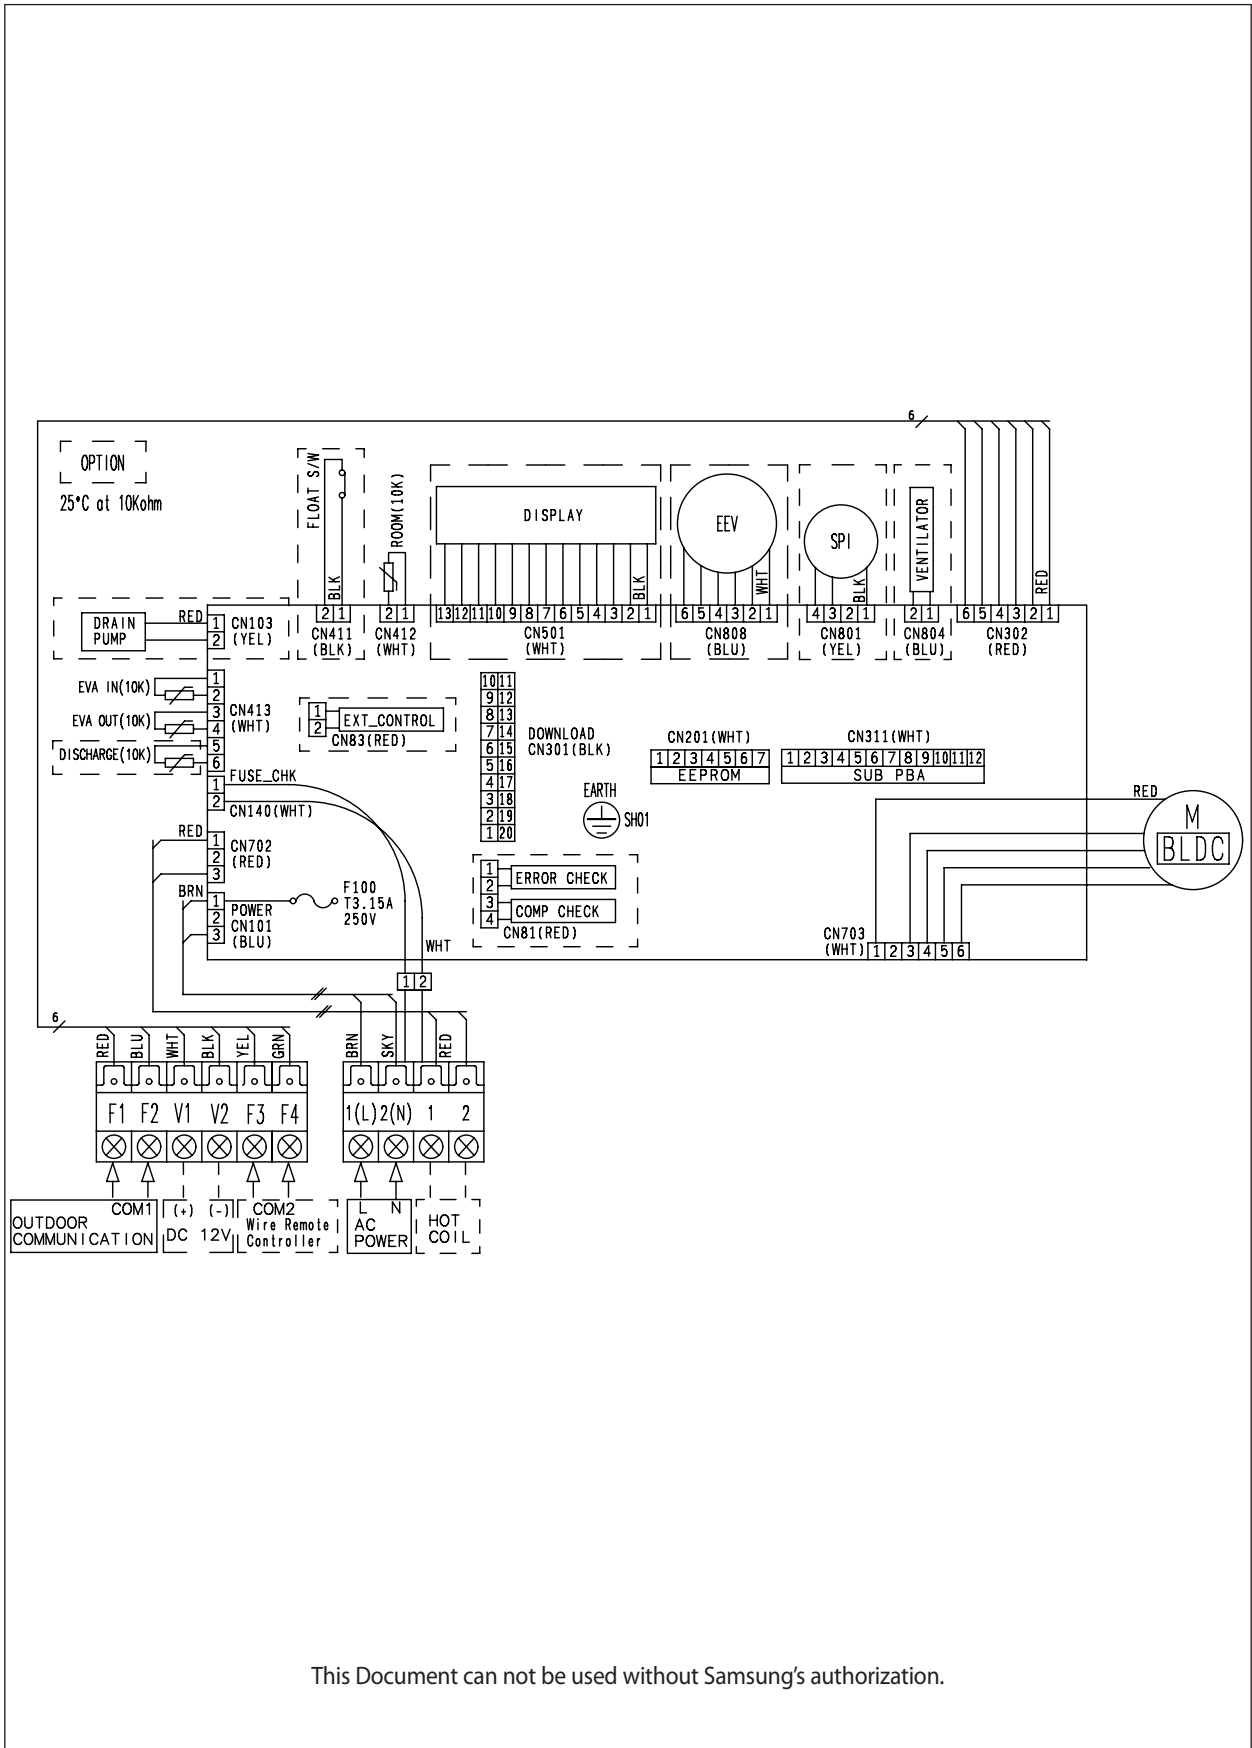 6
OPTION
25°C at 10Kohm
FLOAT S/W
BLK
ROOM(10K)
DISPLAY
BLK
EEV
WHT
SPI
BLK
VENTILATOR
RED
2 1
CN411
(BLK)
2 1
CN412
(WHT)
13 12 11 10 9 8 7 6 5 4 3 2 1
CN501
(WHT)
6 5 4 3 2 1
CN808
(BLU)
4 3 2 1
CN801
(YEL)
2 1
CN804
(BLU)
6 5 4 3 2 1
CN302
(RED)
DRAIN
PUMP
RED
1
2
CN103
(YEL)
EVA IN(10K)
EVA OUT(10K)
DISCHARGE(10K)
1
2
3
4
5
6
CN413
(WHT)
1
2
EXT_CONTROL
CN83(RED)
10 11
9 12
8 13
7 14
6 15
5 16
4 17
3 18
2 19
1 20
DOWNLOAD
CN301(BLK)
CN201(WHT)
1 2 3 4 5 6 7
EEPROM
CN311(WHT)
1 2 3 4 5 6 7 8 9 10 11 12
SUB PBA
FUSE_CHK
1
2
CN140(WHT)
EARTH
SH01
RED
M
BLDC
RED
1
2
3
CN702
(RED)
BRN
1
2
3
POWER
CN101
(BLU)
F100
T3.15A
250V
1
2
3
4
ERROR CHECK
COMP CHECK
CN81(RED)
CN703
(WHT)
1 2 3 4 5 6
WHT
1 2
6
RED
BLU
WHT
BLK
YEL
GRN
BRN
SKY
RED
F1 F2 V1 V2 F3 F4
1(L) 2(N) 1 2
COM1
OUTDOOR
COMMUNICATION
(+) (-)
DC 12V
COM2
Wire Remote
Controller
L N
AC
POWER
HOT
COIL
This Document can not be used without Samsung's authorization.